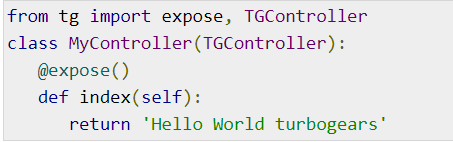 from tg import expose, TGController
class MyController(TGController):
   @expose()
   def index(self):
      return 'Hello World turbogears'